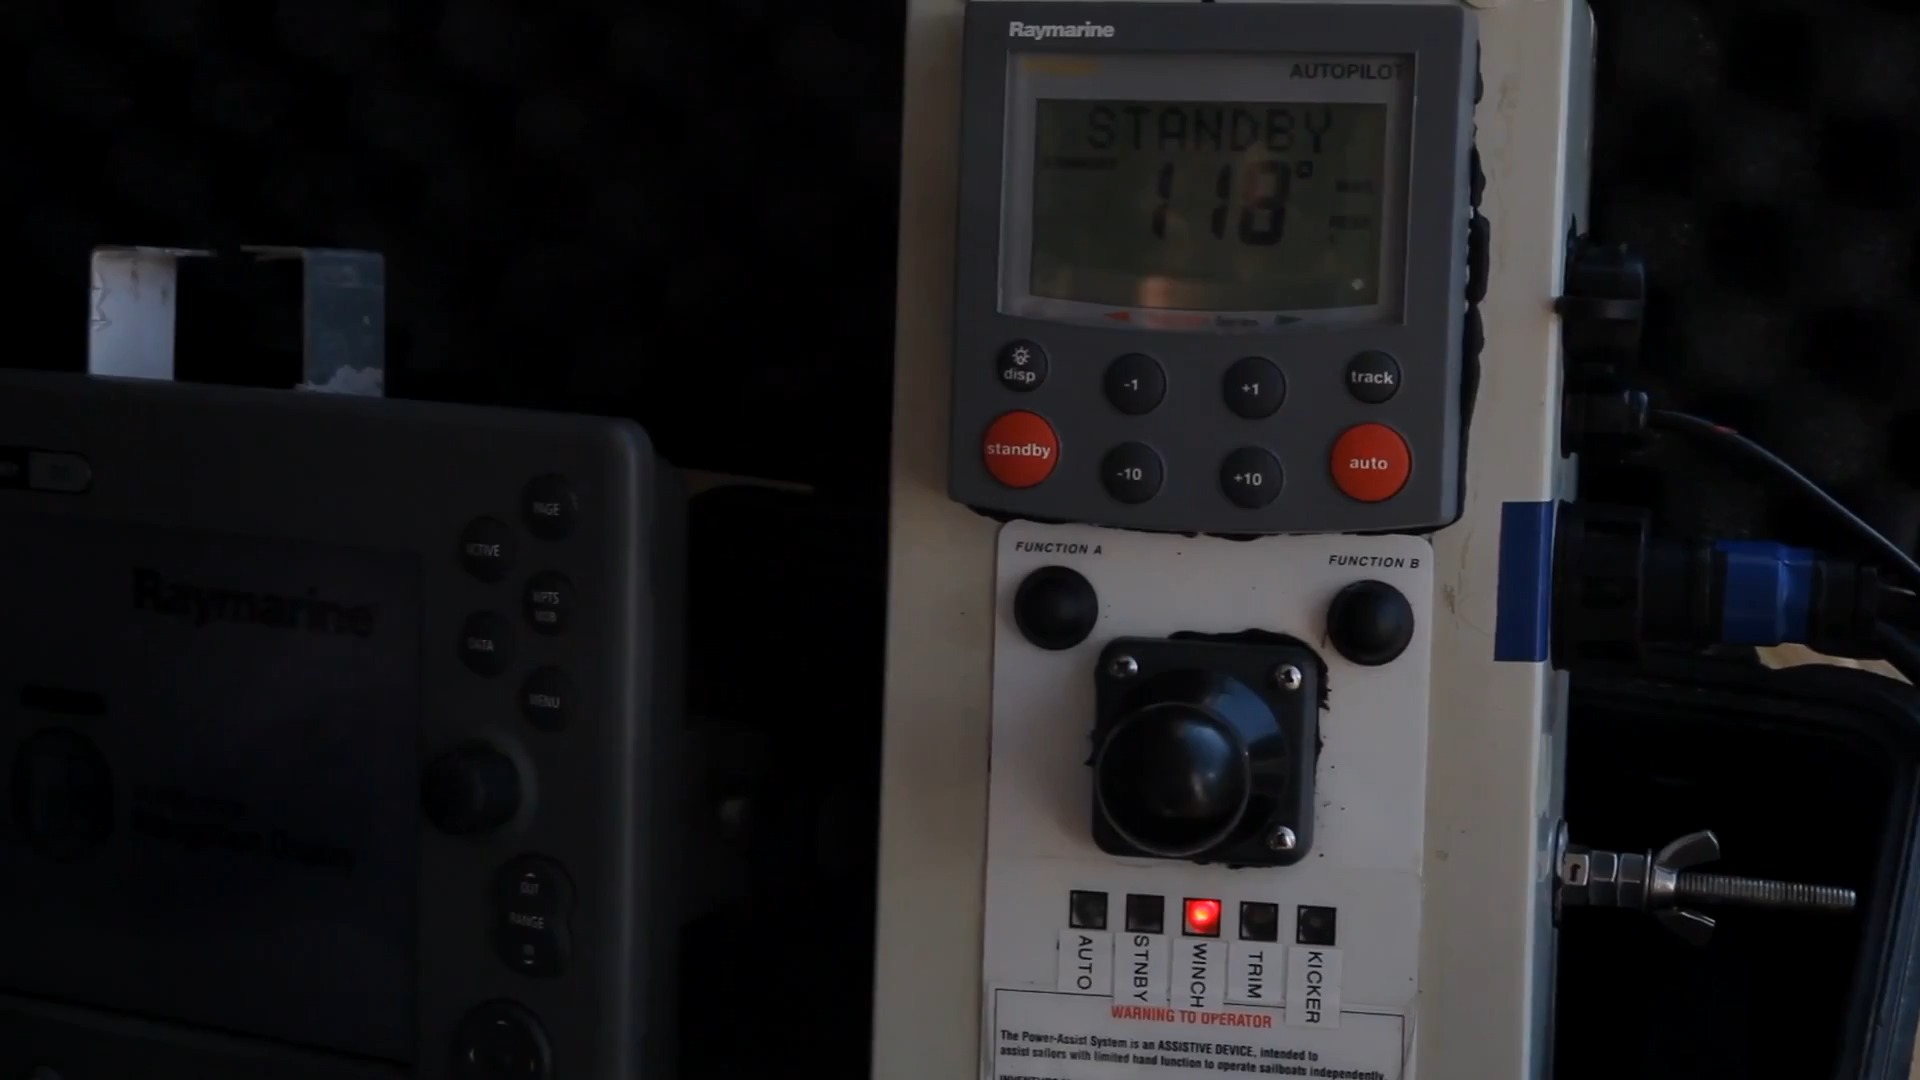 Raymarine
AUTOPILOT
STANDBY
118°
disp
-1
+1
track
standby
-10
+10
auto
FUNCTION A
FUNCTION B
AUTO
STNBY
WINCH
TRIM
KICKER
WARNING TO OPERATOR
The Power-Assist System is an ASSISTIVE DEVICE, intended to
assist sailors with limited hand function to operate sailboats independently
PAGE
ACTIVE
WPTS
MOB
DATA
MENU
OUT
RANGE
IN
Raymarine